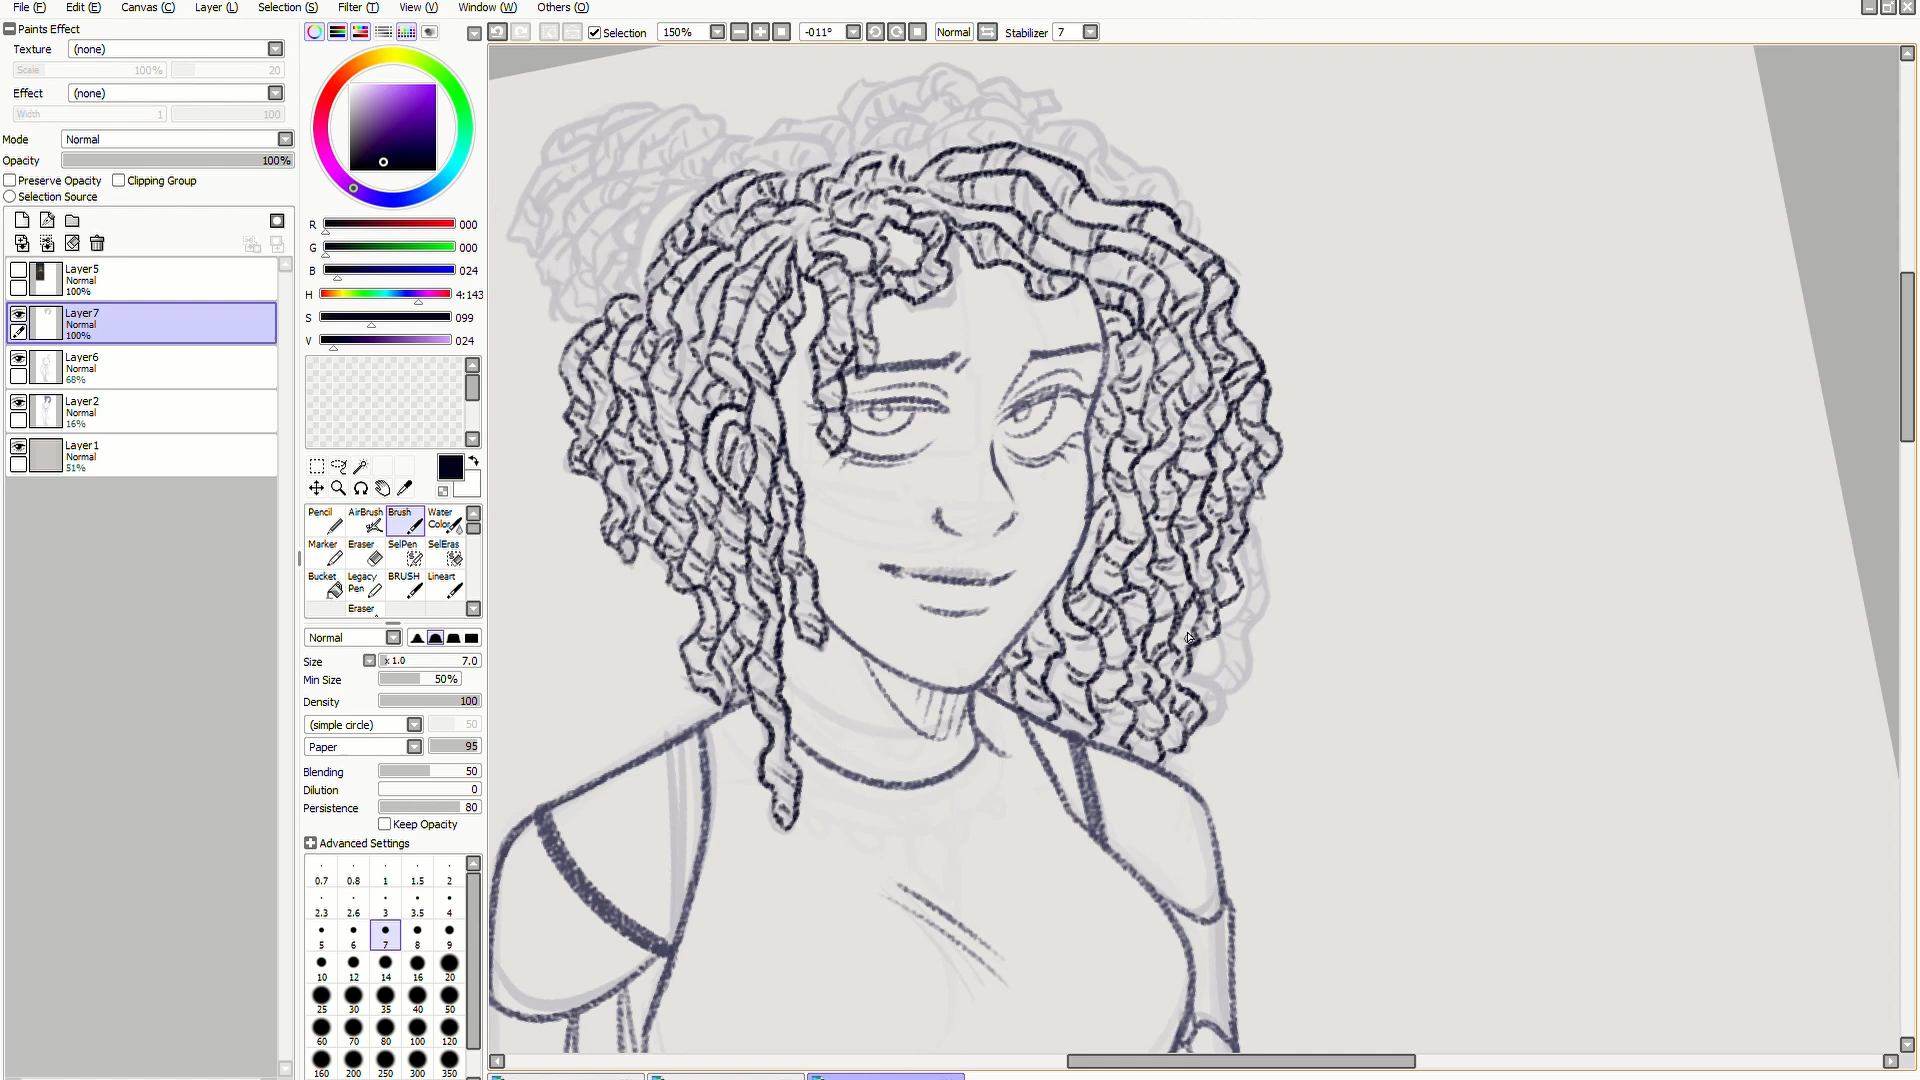 File (F) Edit (E) Canvas (C) Layer (L) Selection (S) Filter (T) View (V) Window (W) Others (O)
Paints Effect
Texture (none)
Scale 100% 20
Effect (none)
Width 1 100
Mode Normal
Opacity 100%
Preserve Opacity Clipping Group
Selection Source
Layer5
Normal
100%
Layer7
Normal
100%
Layer6
Normal
68%
Layer2
Normal
16%
Layer1
Normal
51%
R 000
G 000
B 024
H 4:143
S 099
V 024
Pencil AirBrush Brush Water Color
Marker Eraser SelPen SelEras
Bucket Legacy Pen BRUSH Lineart
Eraser
Normal
Size x 1.0 7.0
Min Size 50%
Density 100
(simple circle) 50
Paper 95
Blending 50
Dilution 0
Persistence 80
Keep Opacity
Advanced Settings
0.7 0.8 1 1.5 2
2.3 2.6 3 3.5 4
5 6 7 8 9
10 12 14 16 20
25 30 35 40 50
60 70 80 100 120
160 200 250 300 350
Selection 150% -011° Normal Stabilizer 7